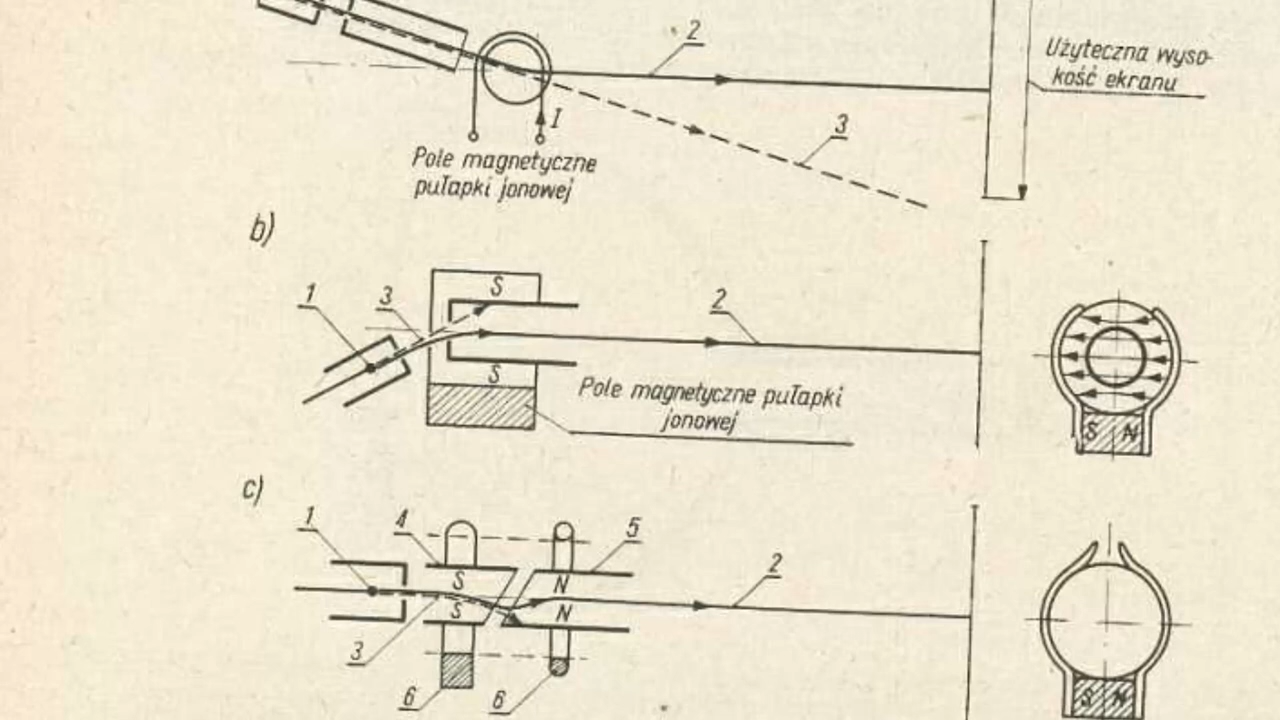 2
Użyteczna wyso-
kość ekranu
I
3
Pole magnetyczne
pułapki jonowej
b)
S
1
3
2
S
Pole magnetyczne pułapki
jonowej
S N
c)
1
4
5
2
S
N
S
N
3
6
6
S N